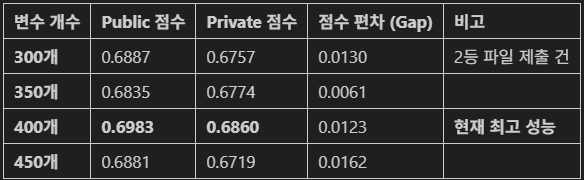 변수 개수 Public 점수 Private 점수 점수 편차 (Gap) 비고
300개 0.6887 0.6757 0.0130 2등 파일 제출 건
350개 0.6835 0.6774 0.0061
400개 0.6983 0.6860 0.0123 현재 최고 성능
450개 0.6881 0.6719 0.0162